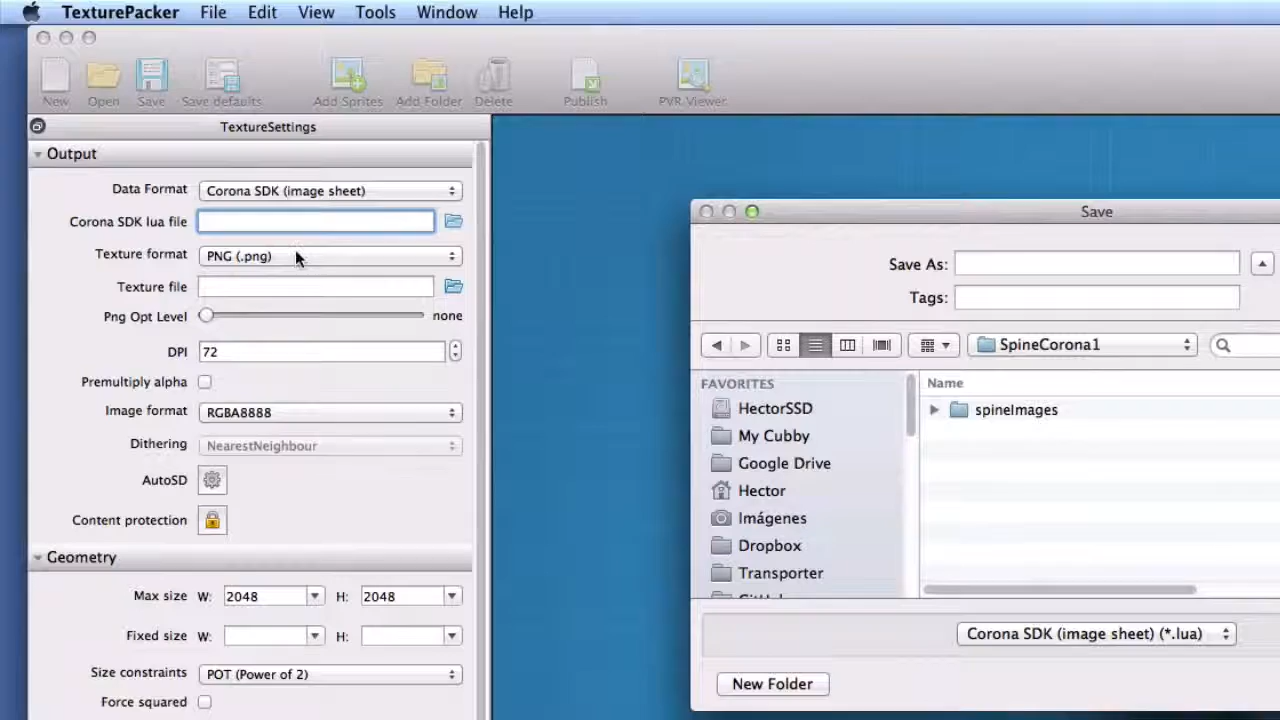 TexturePacker File Edit View Tools Window Help
New Open Save Save defaults Add Sprites Add Folder Delete Publish PVR Viewer
TextureSettings
Output
Data Format Corona SDK (image sheet)
Corona SDK lua file
Texture format PNG (.png)
Texture file
Png Opt Level none
DPI 72
Premultiply alpha
Image format RGBA8888
Dithering NearestNeighbour
AutoSD
Content protection
Geometry
Max size W: 2048 H: 2048
Fixed size W: H:
Size constraints POT (Power of 2)
Force squared
Save
Save As:
Tags:
SpineCorona1
FAVORITES
HectorSSD
My Cubby
Google Drive
Hector
Imágenes
Dropbox
Transporter
Name
spineImages
Corona SDK (image sheet) (*.lua)
New Folder